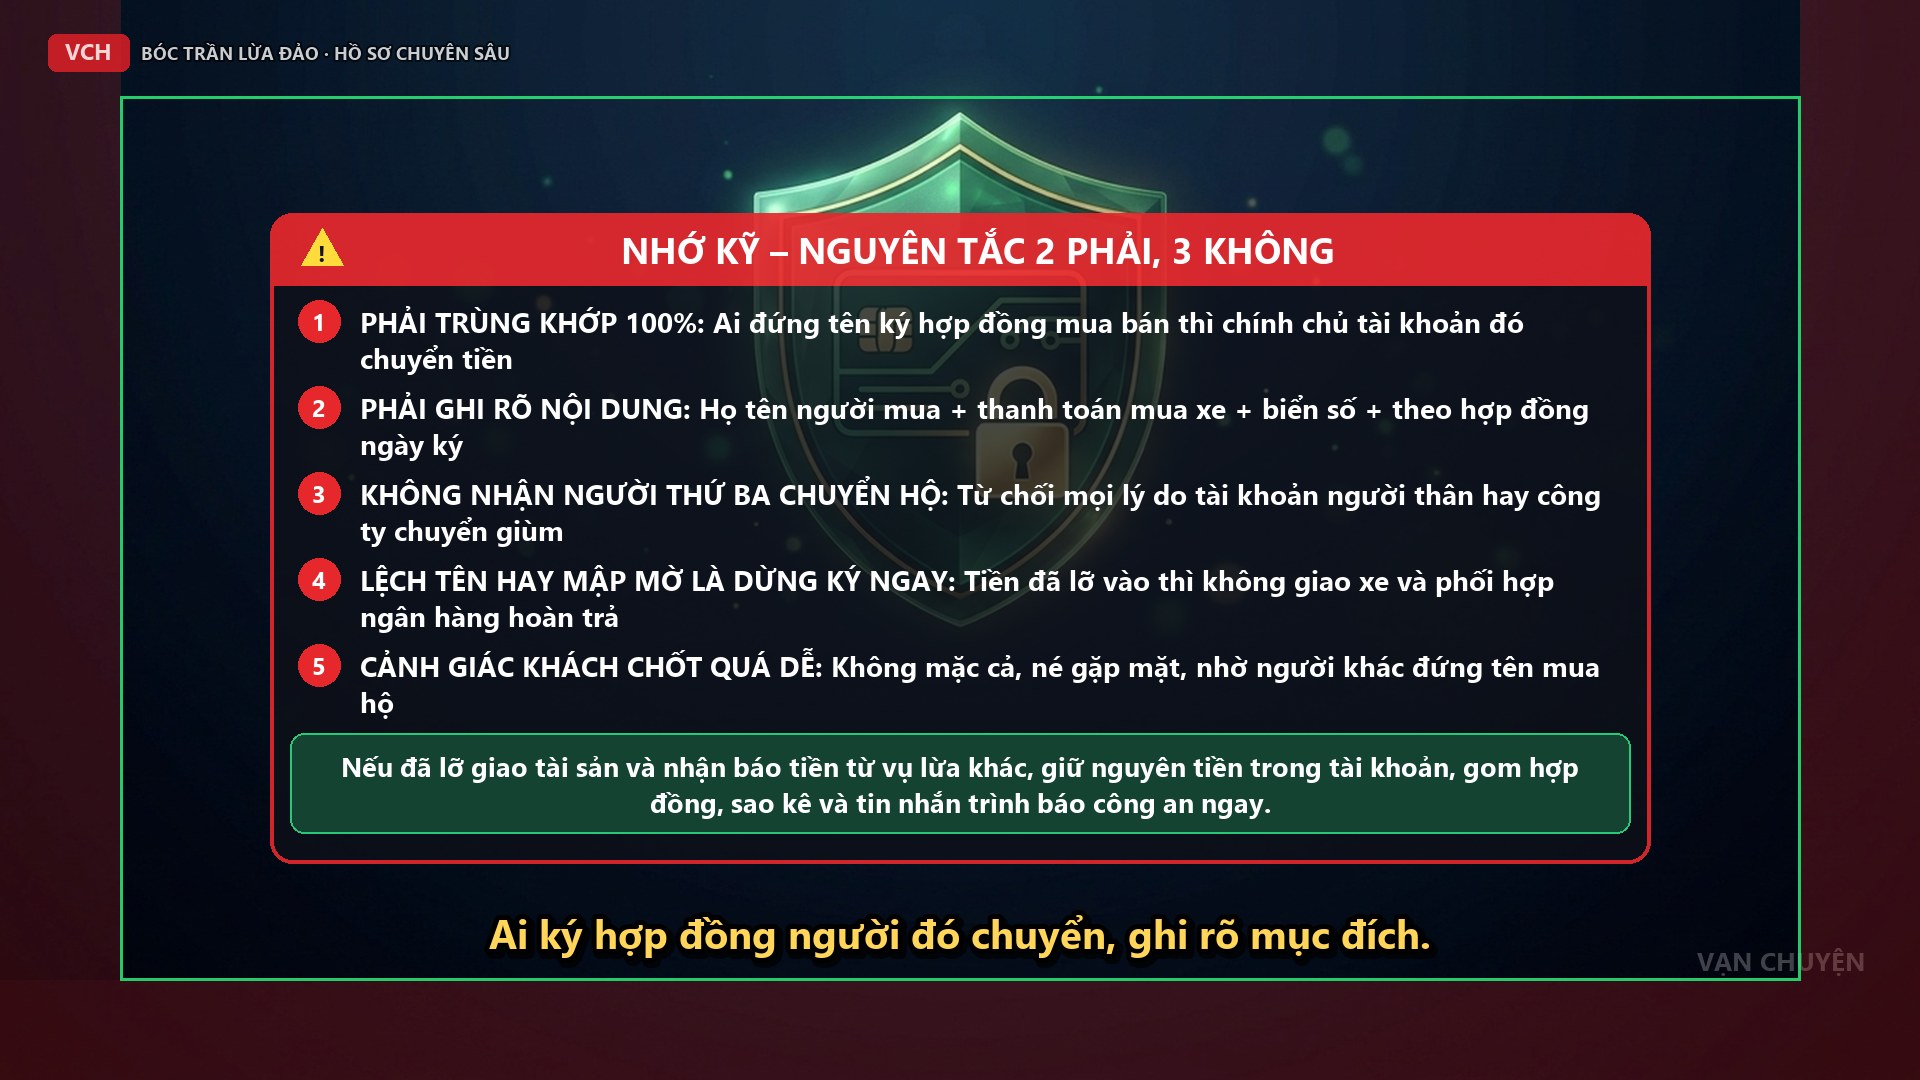 VCH BÓC TRẦN LỪA ĐẢO · HỒ SƠ CHUYÊN SÂU
NHỚ KỸ – NGUYÊN TẮC 2 PHẢI, 3 KHÔNG
1 PHẢI TRÙNG KHỚP 100%: Ai đứng tên ký hợp đồng mua bán thì chính chủ tài khoản đó
chuyển tiền
2 PHẢI GHI RÕ NỘI DUNG: Họ tên người mua + thanh toán mua xe + biển số + theo hợp đồng
ngày ký
3 KHÔNG NHẬN NGƯỜI THỨ BA CHUYỂN HỘ: Từ chối mọi lý do tài khoản người thân hay công
ty chuyển giùm
4 LỆCH TÊN HAY MẬP MỜ LÀ DỪNG KÝ NGAY: Tiền đã lỡ vào thì không giao xe và phối hợp
ngân hàng hoàn trả
5 CẢNH GIÁC KHÁCH CHỐT QUÁ DỄ: Không mặc cả, né gặp mặt, nhờ người khác đứng tên mua
hộ
Nếu đã lỡ giao tài sản và nhận báo tiền từ vụ lừa khác, giữ nguyên tiền trong tài khoản, gom hợp
đồng, sao kê và tin nhắn trình báo công an ngay.
Ai ký hợp đồng người đó chuyển, ghi rõ mục đích.
VẠN CHUYỆN